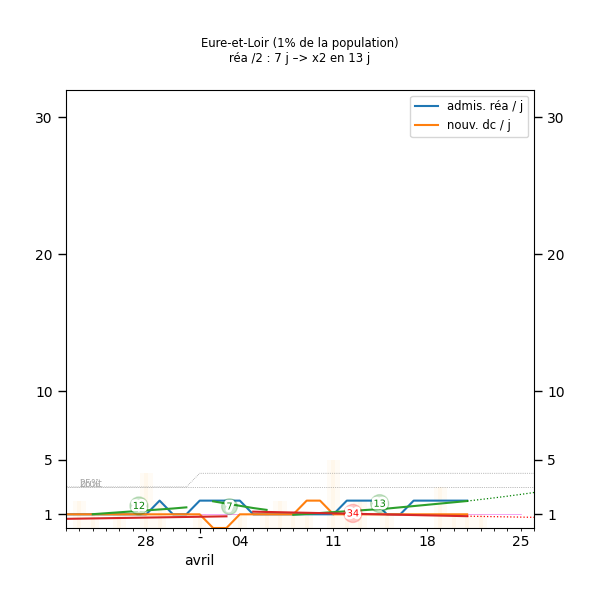 Eure-et-Loir (1% de la population)
réa /2 : 7 j –> x2 en 13 j
admis. réa / j
nouv. dc / j
30 30
20 20
10 10
5 5
12 7 13
34
1 1
28 - 04 11 18 25
avril